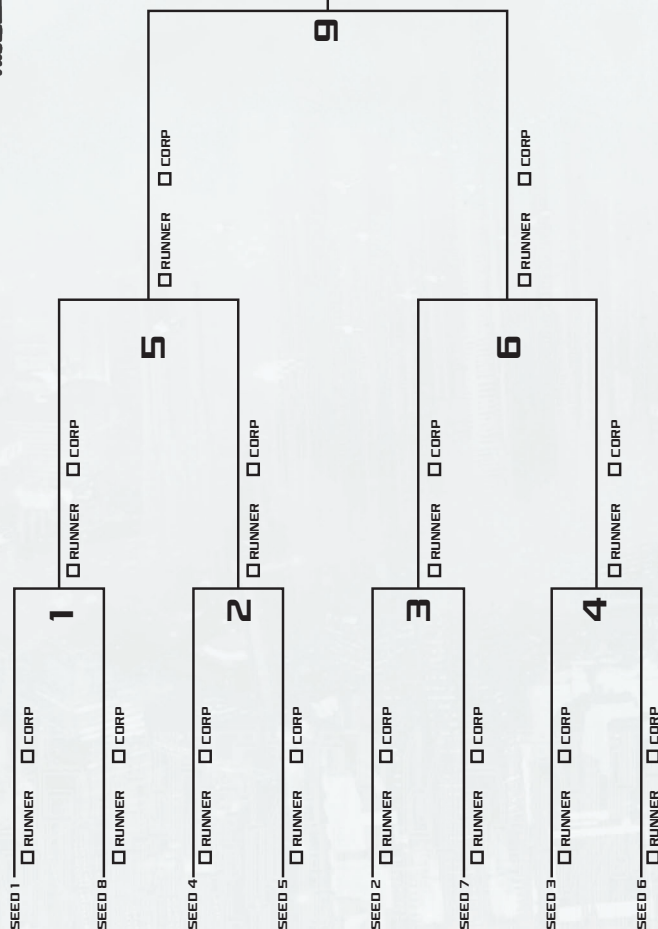 SEED 1
RUNNER CORP
1
RUNNER CORP
SEED 8
RUNNER CORP
5
RUNNER CORP
SEED 4
RUNNER CORP
2
RUNNER CORP
SEED 5
RUNNER CORP
9
SEED 2
RUNNER CORP
3
RUNNER CORP
SEED 7
RUNNER CORP
6
RUNNER CORP
SEED 3
RUNNER CORP
4
RUNNER CORP
SEED 6
RUNNER CORP